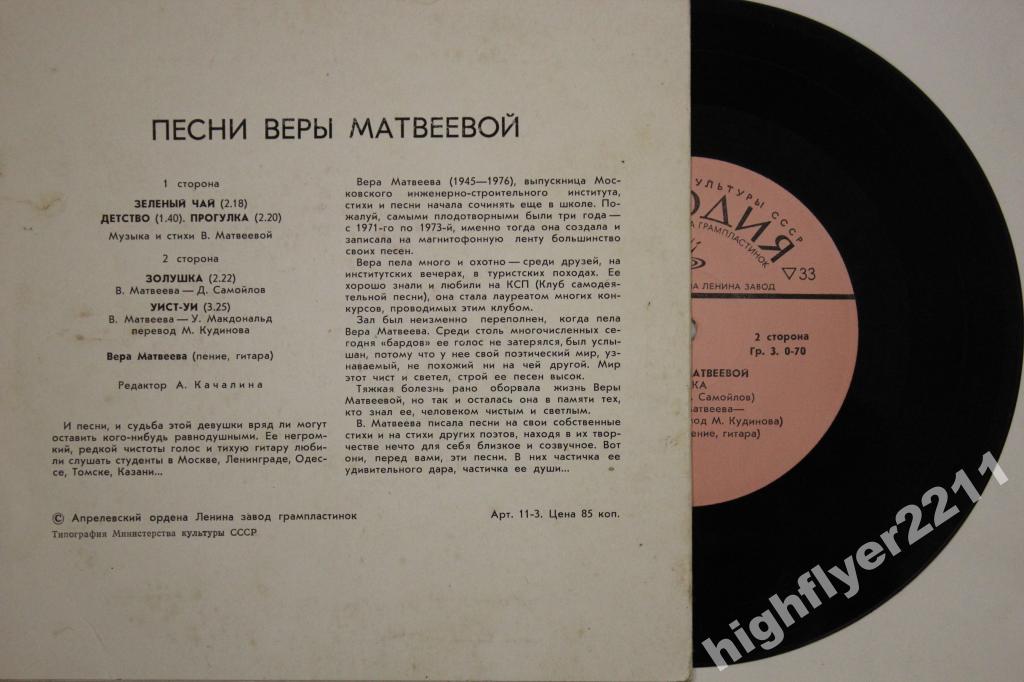 ПЕСНИ ВЕРЫ МАТВЕЕВОЙ
1 сторона
ЗЕЛЕНЫЙ ЧАЙ (2.18)
ДЕТСТВО (1.40). ПРОГУЛКА (2.20)
Музыка и стихи В. Матвеевой
2 сторона
ЗОЛУШКА (2.22)
В. Матвеева — Д. Самойлов
УИСТ-УИ (3.25)
В. Матвеева — У. Макдональд
перевод М. Кудинова
Вера Матвеева (пение, гитара)
Редактор А. Качалина
И песни, и судьба этой девушки вряд ли могут
оставить кого-нибудь равнодушными. Ее негром-
кий, редкой чистоты голос и тихую гитару люби-
ли слушать студенты в Москве, Ленинграде, Одес-
се, Томске, Казани...
Вера Матвеева (1945—1976), выпускница Мос-
ковского инженерно-строительного института,
стихи и песни начала сочинять еще в школе. По-
жалуй, самыми плодотворными были три года —
с 1971-го по 1973-й, именно тогда она создала и
записала на магнитофонную ленту большинство
своих песен.
Вера пела много и охотно — среди друзей, на
институтских вечерах, в туристских походах. Ее
хорошо знали и любили на КСП (Клуб самодея-
тельной песни), она стала лауреатом многих кон-
курсов, проводимых этим клубом.
Зал был неизменно переполнен, когда пела
Вера Матвеева. Среди столь многочисленных се-
годня «бардов» ее голос не затерялся, был услы-
шан, потому что у нее свой поэтический мир, уз-
наваемый, не похожий ни на чей другой. Мир
этот чист и светел, строй ее песен высок.
Тяжкая болезнь рано оборвала жизнь Веры
Матвеевой, но так и осталась она в памяти тех,
кто знал ее, человеком чистым и светлым.
В. Матвеева писала песни на свои собственные
стихи и на стихи других поэтов, находя в их твор-
честве нечто для себя близкое и созвучное. Вот
они, перед вами, эти песни. В них частичка ее
удивительного дара, частичка ее души...
© Апрелевский ордена Ленина завод грампластинок
Типография Министерства культуры СССР
Арт. 11-3. Цена 85 коп.
УЛЬТУРЫ СССР
ОДИЯ
А ГРАМПЛАСТИНОК
▽33
НА ЛЕНИНА ЗАВОД
2 сторона
Гр. 3. 0-70
МАТВЕЕВОЙ
КА
Самойлов)
Матвеева—
вод М. Кудинова)
пение, гитара)
highflyer2211